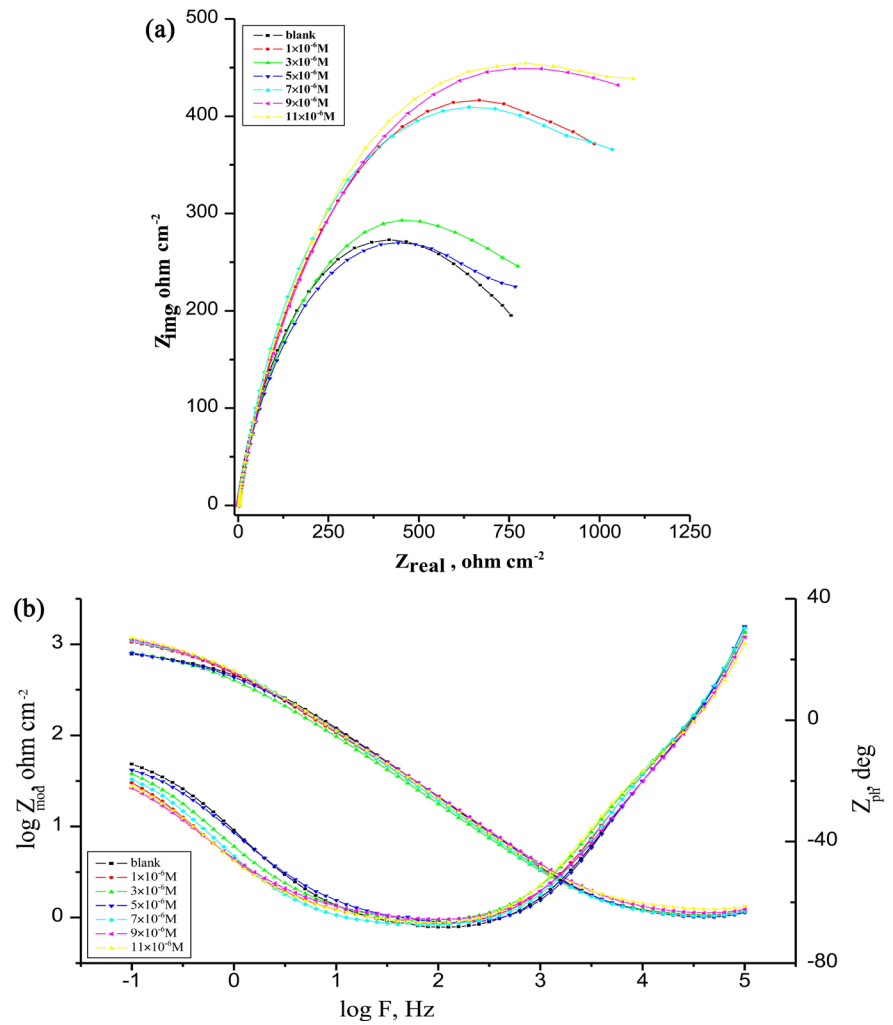 (a)
blank
1×10⁻⁶M
3×10⁻⁶M
5×10⁻⁶M
7×10⁻⁶M
9×10⁻⁶M
11×10⁻⁶M
500
450
400
300
200
100
0
Zimg, ohm cm⁻²
0 250 500 750 1000 1250
Zreal , ohm cm⁻²
(b)
3
2
1
0
log Zmod, ohm cm⁻²
40
0
-40
-80
Zph, deg
blank
1×10⁻⁶M
3×10⁻⁶M
5×10⁻⁶M
7×10⁻⁶M
9×10⁻⁶M
11×10⁻⁶M
-1 0 1 2 3 4 5
log F, Hz